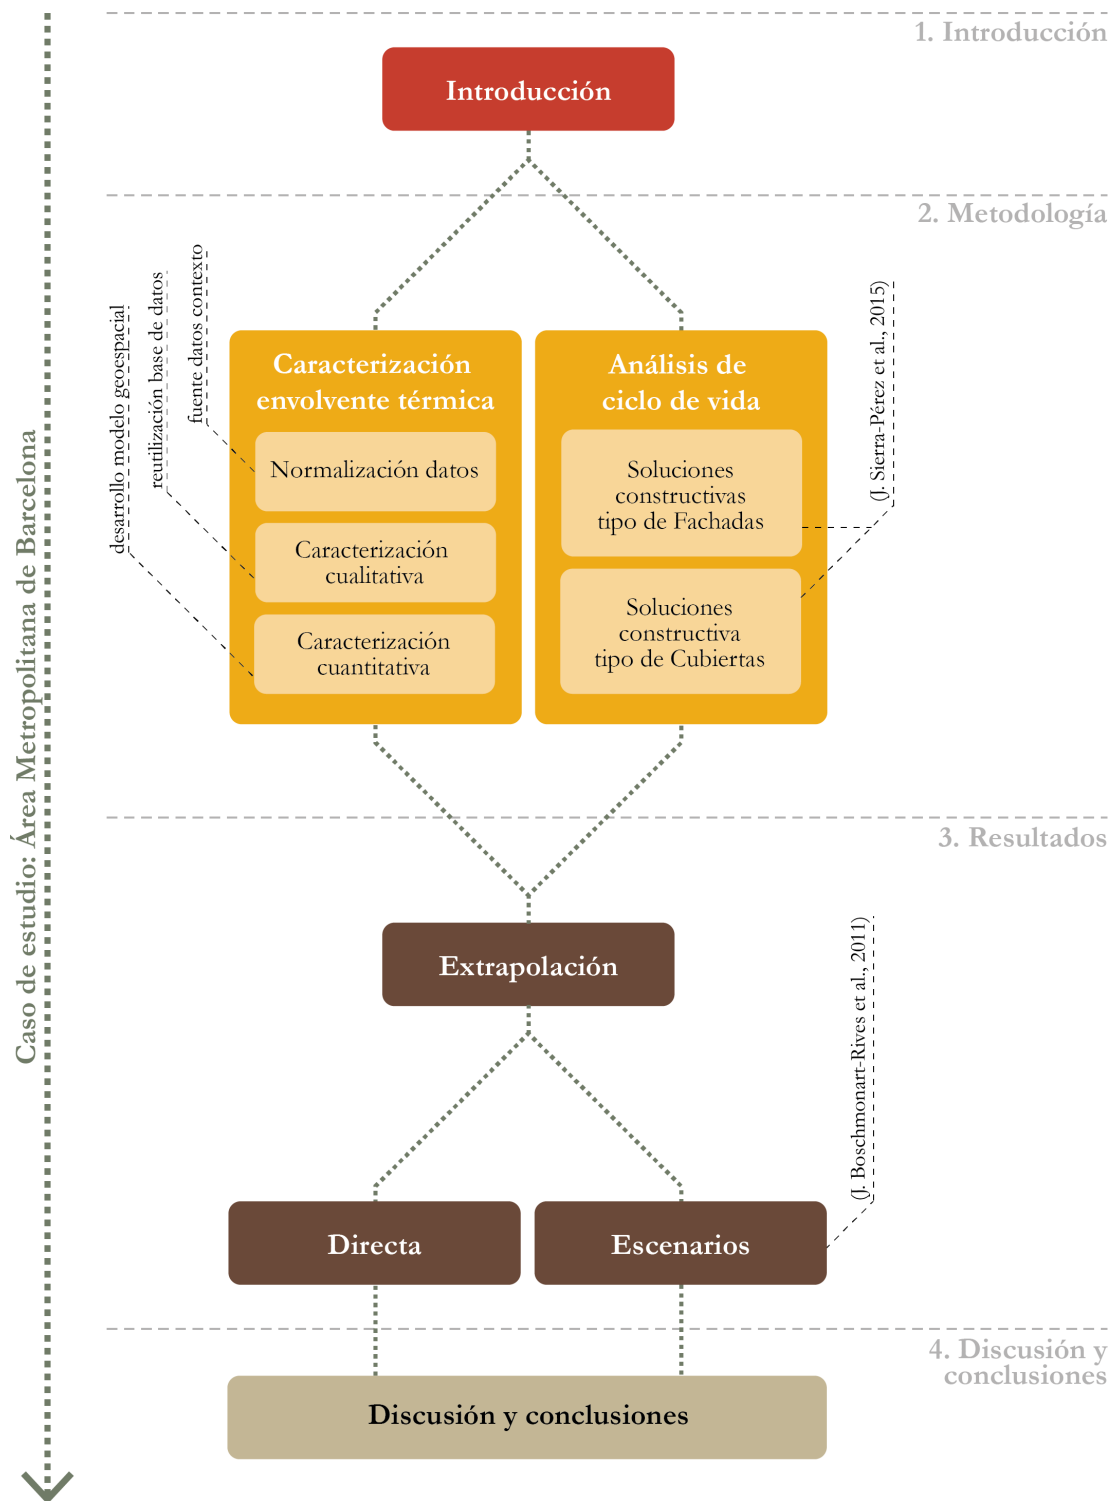 1. Introducción
Introducción
2. Metodología
fuente datos contexto
reutilización base de datos
desarrollo modelo geoespacial
(J. Sierra-Pérez et al., 2015)
Caracterización
envolvente térmica
Normalización datos
Caracterización
cualitativa
Caracterización
cuantitativa
Análisis de
ciclo de vida
Soluciones
constructivas
tipo de Fachadas
Soluciones
constructiva
tipo de Cubiertas
Caso de estudio: Área Metropolitana de Barcelona
3. Resultados
Extrapolación
(J. Boschmonart-Rives et al., 2011)
Directa
Escenarios
4. Discusión y
conclusiones
Discusión y conclusiones